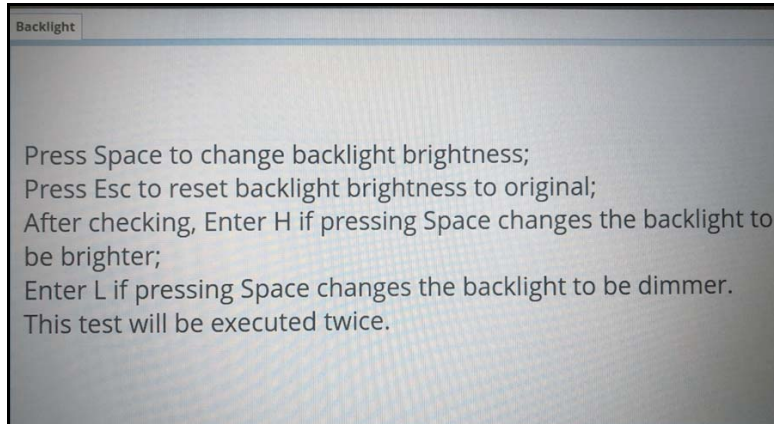 Backlight
Press Space to change backlight brightness;
Press Esc to reset backlight brightness to original;
After checking, Enter H if pressing Space changes the backlight to
be brighter;
Enter L if pressing Space changes the backlight to be dimmer.
This test will be executed twice.